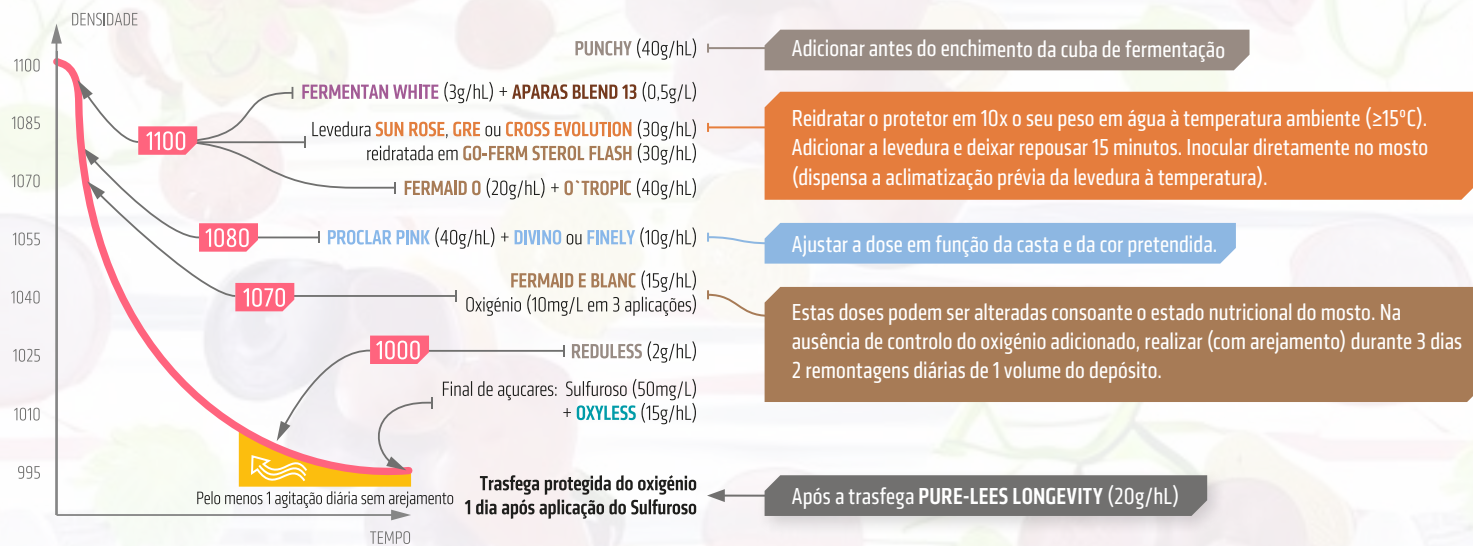 DENSIDADE
1100
1085
1070
1055
1040
1025
1010
995
TEMPO
PUNCHY (40g/hL)
Adicionar antes do enchimento da cuba de fermentação
1100
FERMENTAN WHITE (3g/hL) + APARAS BLEND 13 (0,5g/L)
Levedura SUN ROSE, GRE ou CROSS EVOLUTION (30g/hL)
reidratada em GO-FERM STEROL FLASH (30g/hL)
FERMAID O (20g/hL) + O`TROPIC (40g/hL)
Reidratar o protetor em 10x o seu peso em água à temperatura ambiente (≥15ºC).
Adicionar a levedura e deixar repousar 15 minutos. Inocular diretamente no mosto
(dispensa a aclimatização prévia da levedura à temperatura).
1080
PROCLAR PINK (40g/hL) + DIVINO ou FINELY (10g/hL)
Ajustar a dose em função da casta e da cor pretendida.
1070
FERMAID E BLANC (15g/hL)
Oxigénio (10mg/L em 3 aplicações)
Estas doses podem ser alteradas consoante o estado nutricional do mosto. Na
ausência de controlo do oxigénio adicionado, realizar (com arejamento) durante 3 dias
2 remontagens diárias de 1 volume do depósito.
1000
REDULESS (2g/hL)
Final de açucares: Sulfuroso (50mg/L)
+ OXYLESS (15g/hL)
Pelo menos 1 agitação diária sem arejamento
Trasfega protegida do oxigénio
1 dia após aplicação do Sulfuroso
Após a trasfega PURE-LEES LONGEVITY (20g/hL)